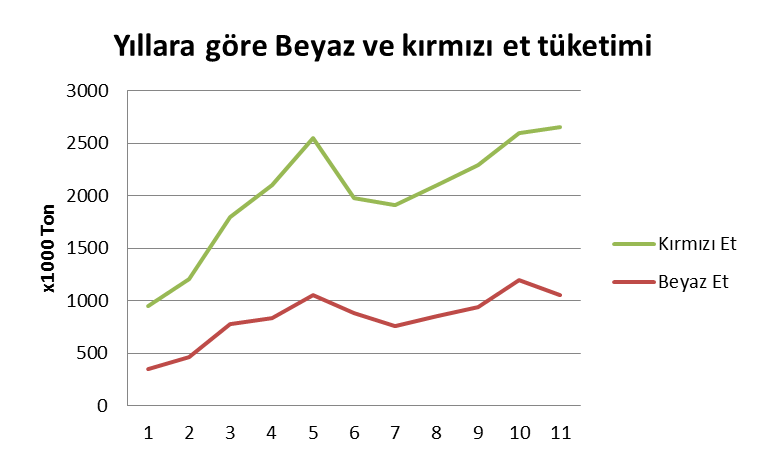 Yıllara göre Beyaz ve kırmızı et tüketimi
3000
2500
2000
1500
1000
500
0
x1000 Ton
1 2 3 4 5 6 7 8 9 10 11
Kırmızı Et
Beyaz Et